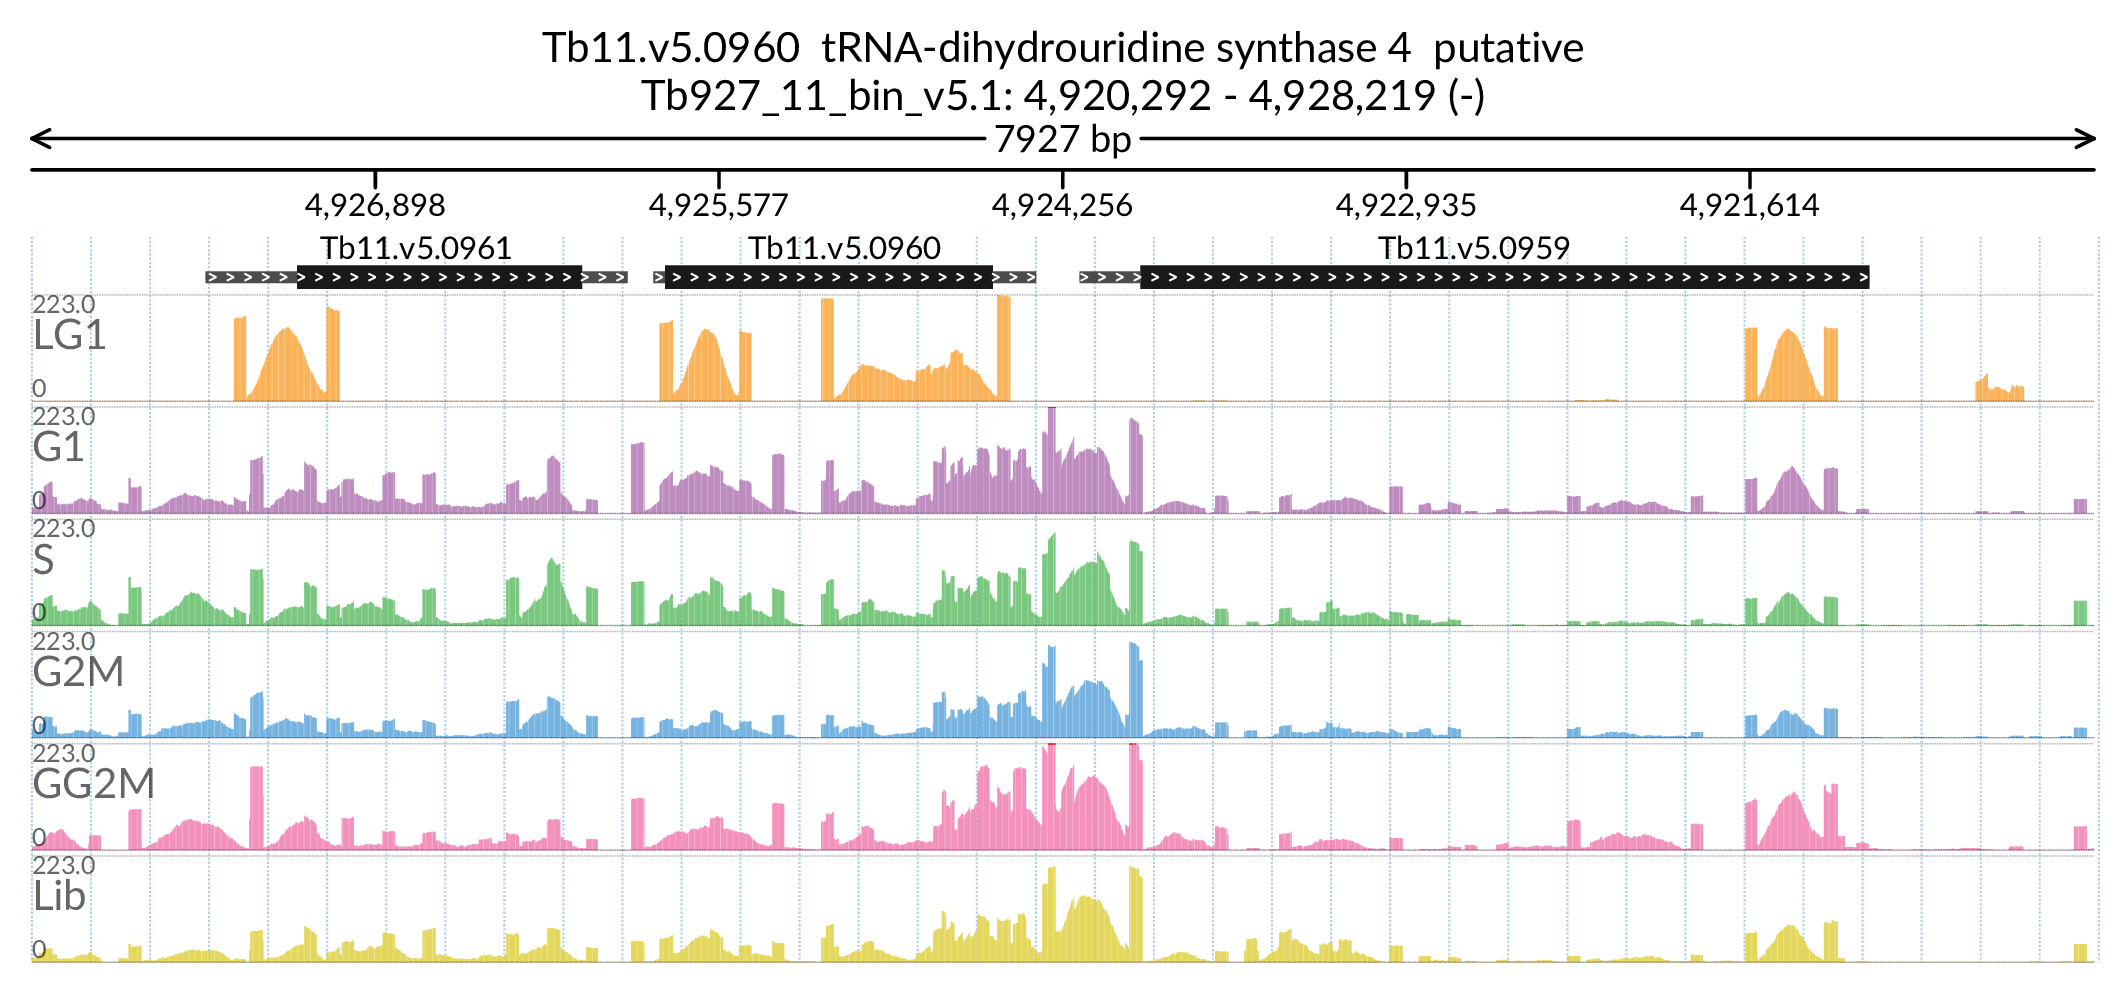 Tb11.v5.0960 tRNA-dihydrouridine synthase 4 putative
Tb927_11_bin_v5.1: 4,920,292 - 4,928,219 (-)
7927 bp
4,926,898 4,925,577 4,924,256 4,922,935 4,921,614
Tb11.v5.0961 Tb11.v5.0960 Tb11.v5.0959
223.0
LG1
0
223.0
G1
0
223.0
S
0
223.0
G2M
0
223.0
GG2M
0
223.0
Lib
0